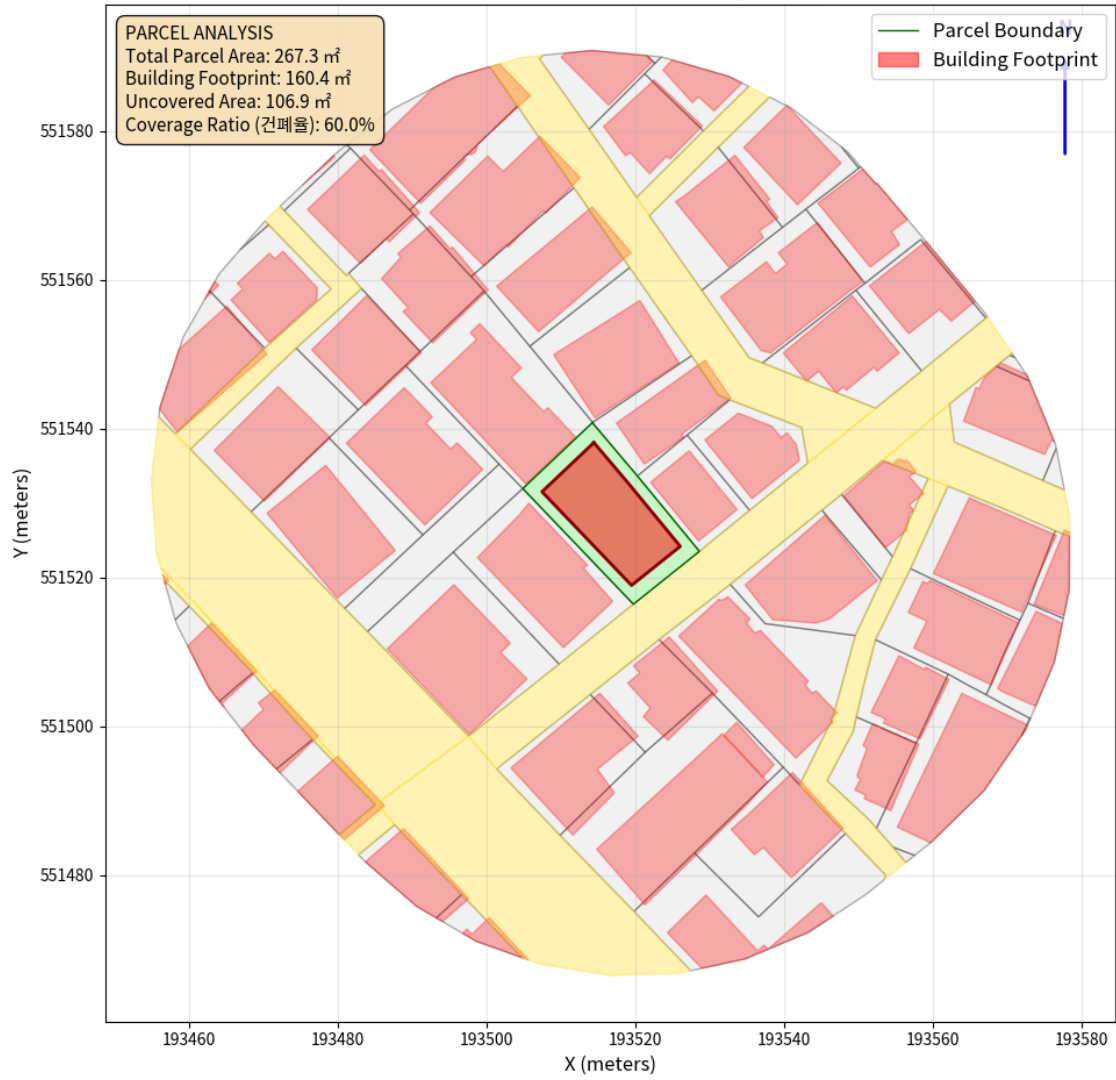 PARCEL ANALYSIS
Total Parcel Area: 267.3 ㎡
Building Footprint: 160.4 ㎡
Uncovered Area: 106.9 ㎡
Coverage Ratio (건폐율): 60.0%
N
Parcel Boundary
Building Footprint
551580
551560
551540
551520
551500
551480
Y (meters)
193460 193480 193500 193520 193540 193560 193580
X (meters)